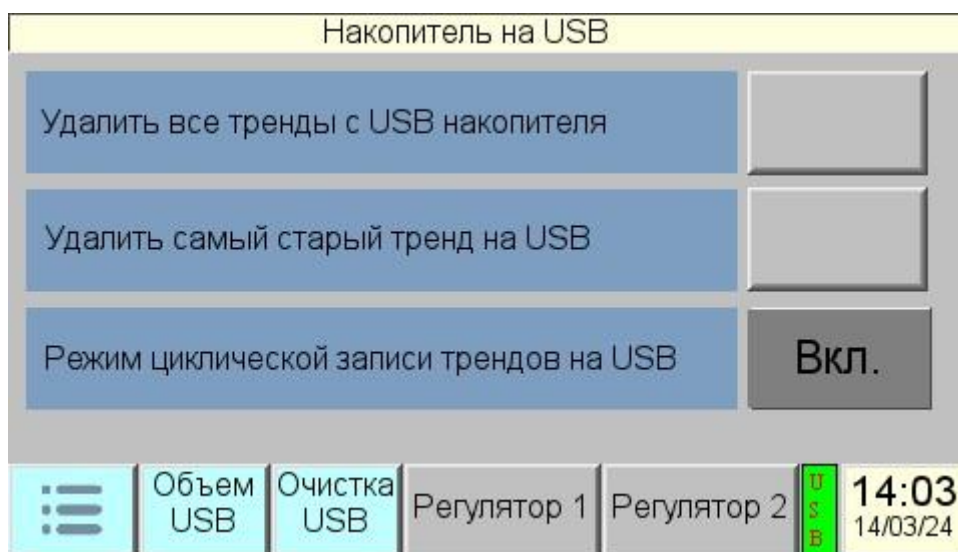 Накопитель на USB
Удалить все тренды с USB накопителя
Удалить самый старый тренд на USB
Режим циклической записи трендов на USB
Вкл.
Объем
USB
Очистка
USB
Регулятор 1
Регулятор 2
USB
14:03
14/03/24